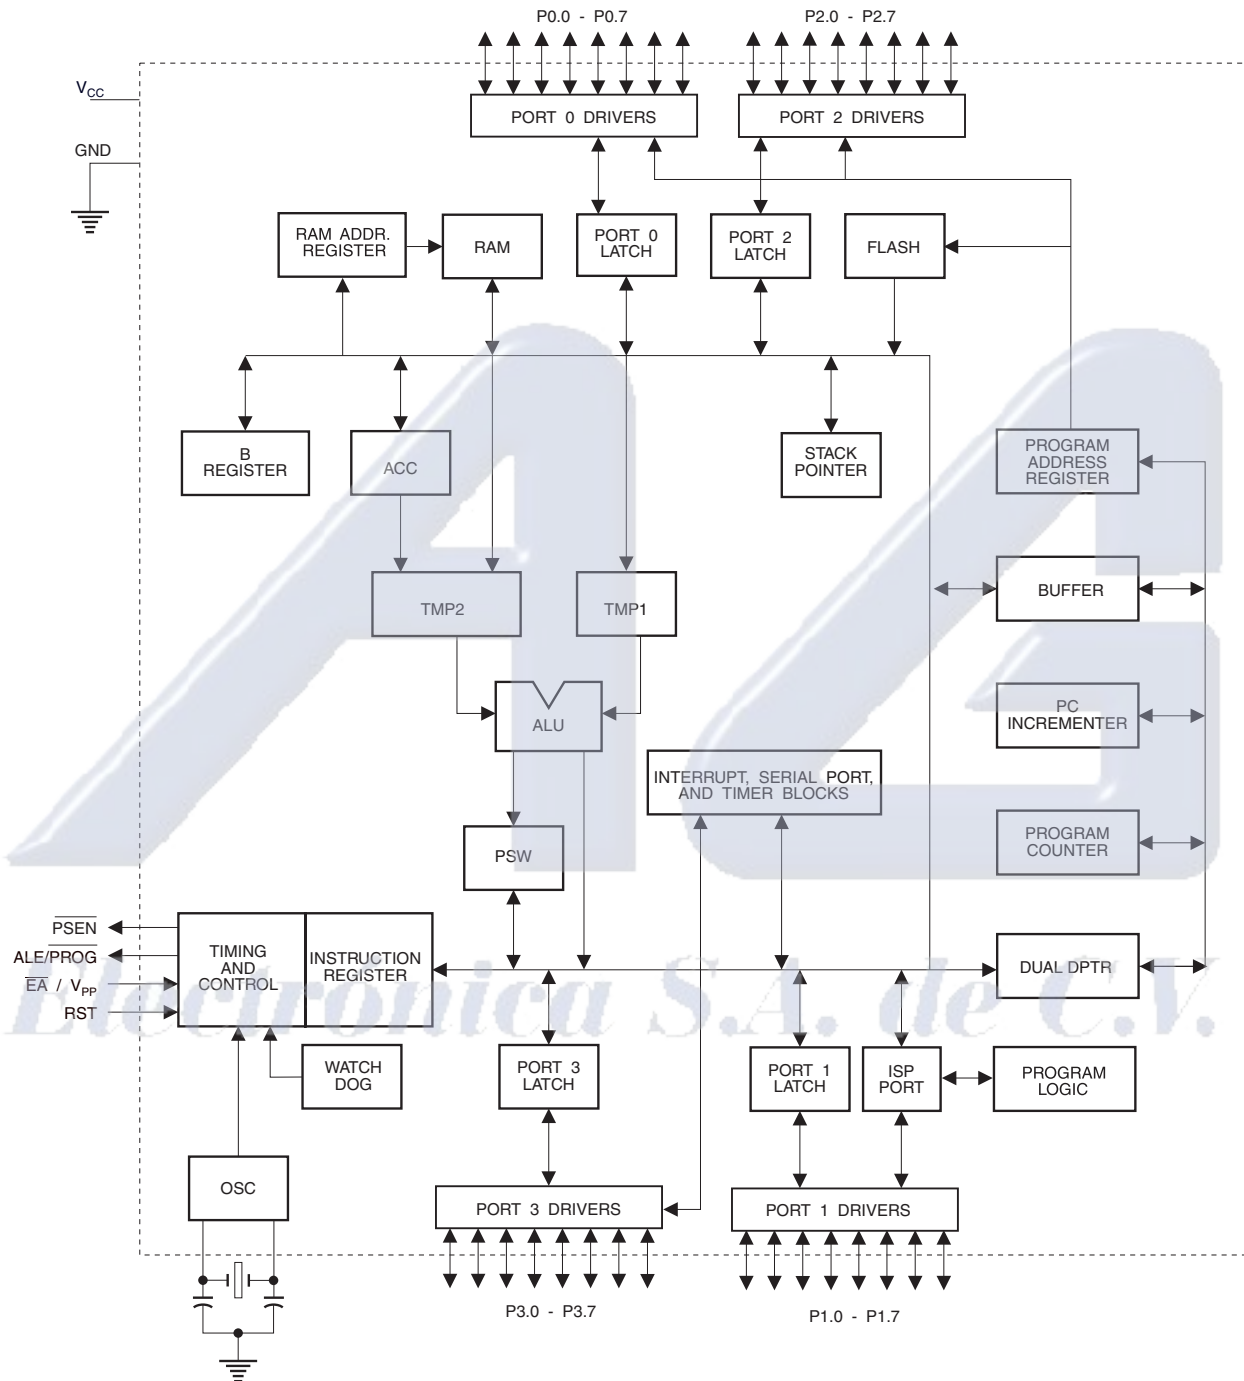 P0.0 - P0.7
P2.0 - P2.7
VCC
GND
PORT 0 DRIVERS
PORT 2 DRIVERS
RAM ADDR.
REGISTER
RAM
PORT 0
LATCH
PORT 2
LATCH
FLASH
B
REGISTER
ACC
STACK
POINTER
PROGRAM
ADDRESS
REGISTER
TMP2
TMP1
BUFFER
ALU
PC
INCREMENTER
INTERRUPT, SERIAL PORT,
AND TIMER BLOCKS
PSW
PROGRAM
COUNTER
PSEN
ALE/PROG
EA / VPP
RST
TIMING
AND
CONTROL
INSTRUCTION
REGISTER
DUAL DPTR
WATCH
DOG
PORT 3
LATCH
PORT 1
LATCH
ISP
PORT
PROGRAM
LOGIC
OSC
PORT 3 DRIVERS
PORT 1 DRIVERS
P3.0 - P3.7
P1.0 - P1.7
AG
Electrónica S.A. de C.V.